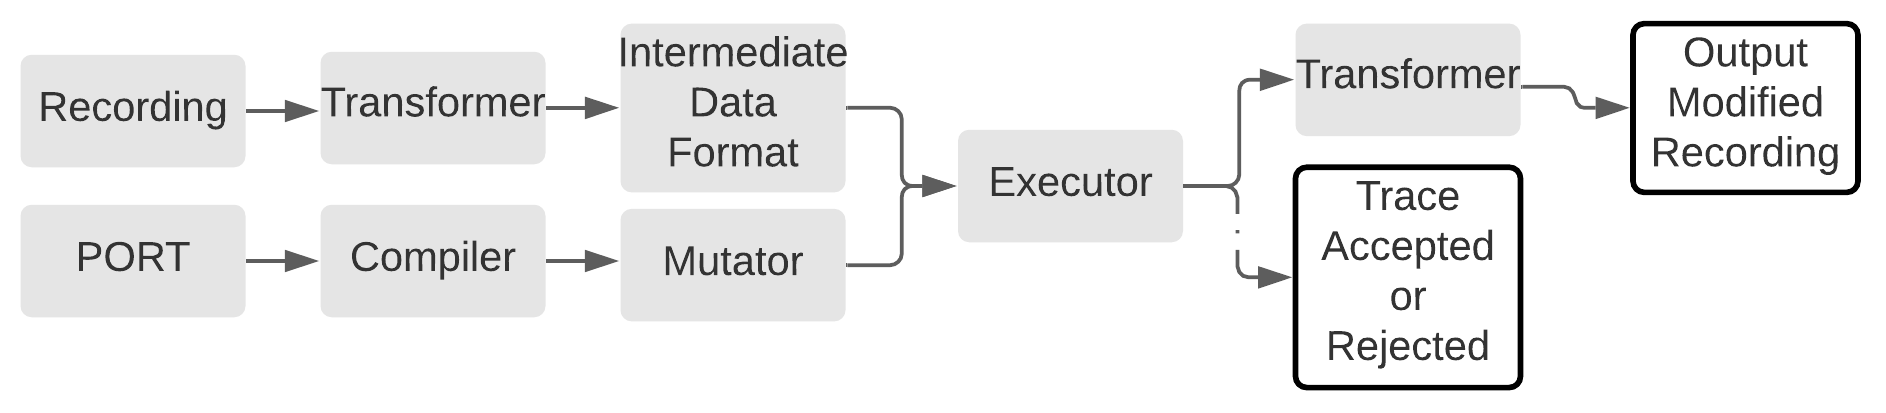 Recording
Transformer
Intermediate
Data
Format
PORT
Compiler
Mutator
Executor
Transformer
Output
Modified
Recording
Trace
Accepted
or
Rejected